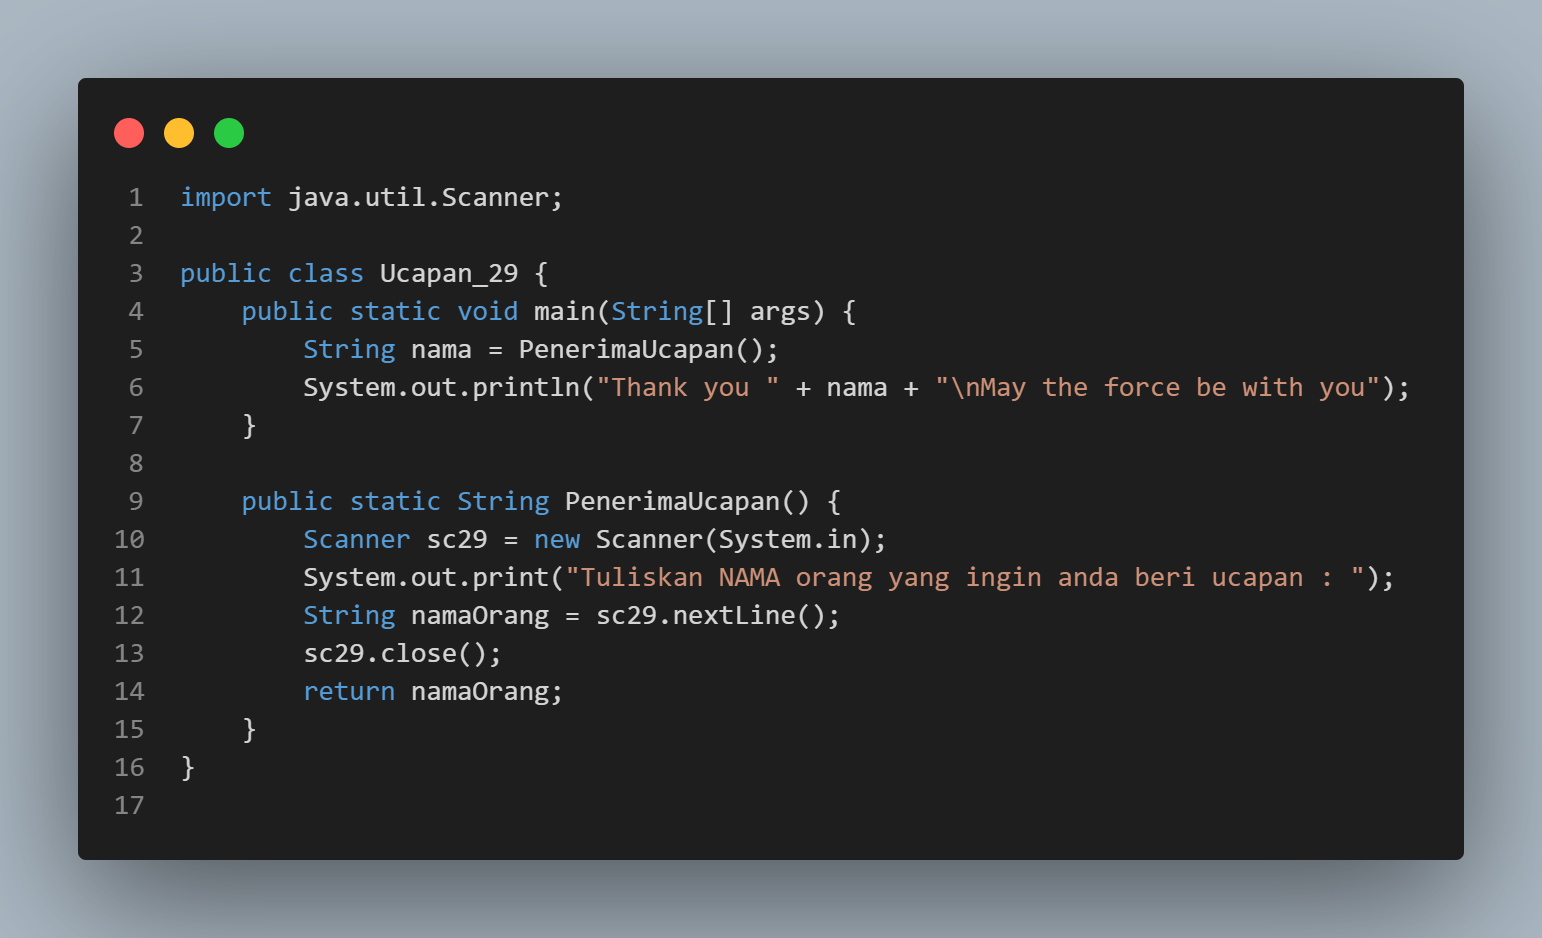 1 import java.util.Scanner;
2
3 public class Ucapan_29 {
4     public static void main(String[] args) {
5         String nama = PenerimaUcapan();
6         System.out.println("Thank you " + nama + "\nMay the force be with you");
7     }
8
9     public static String PenerimaUcapan() {
10         Scanner sc29 = new Scanner(System.in);
11         System.out.print("Tuliskan NAMA orang yang ingin anda beri ucapan : ");
12         String namaOrang = sc29.nextLine();
13         sc29.close();
14         return namaOrang;
15     }
16 }
17